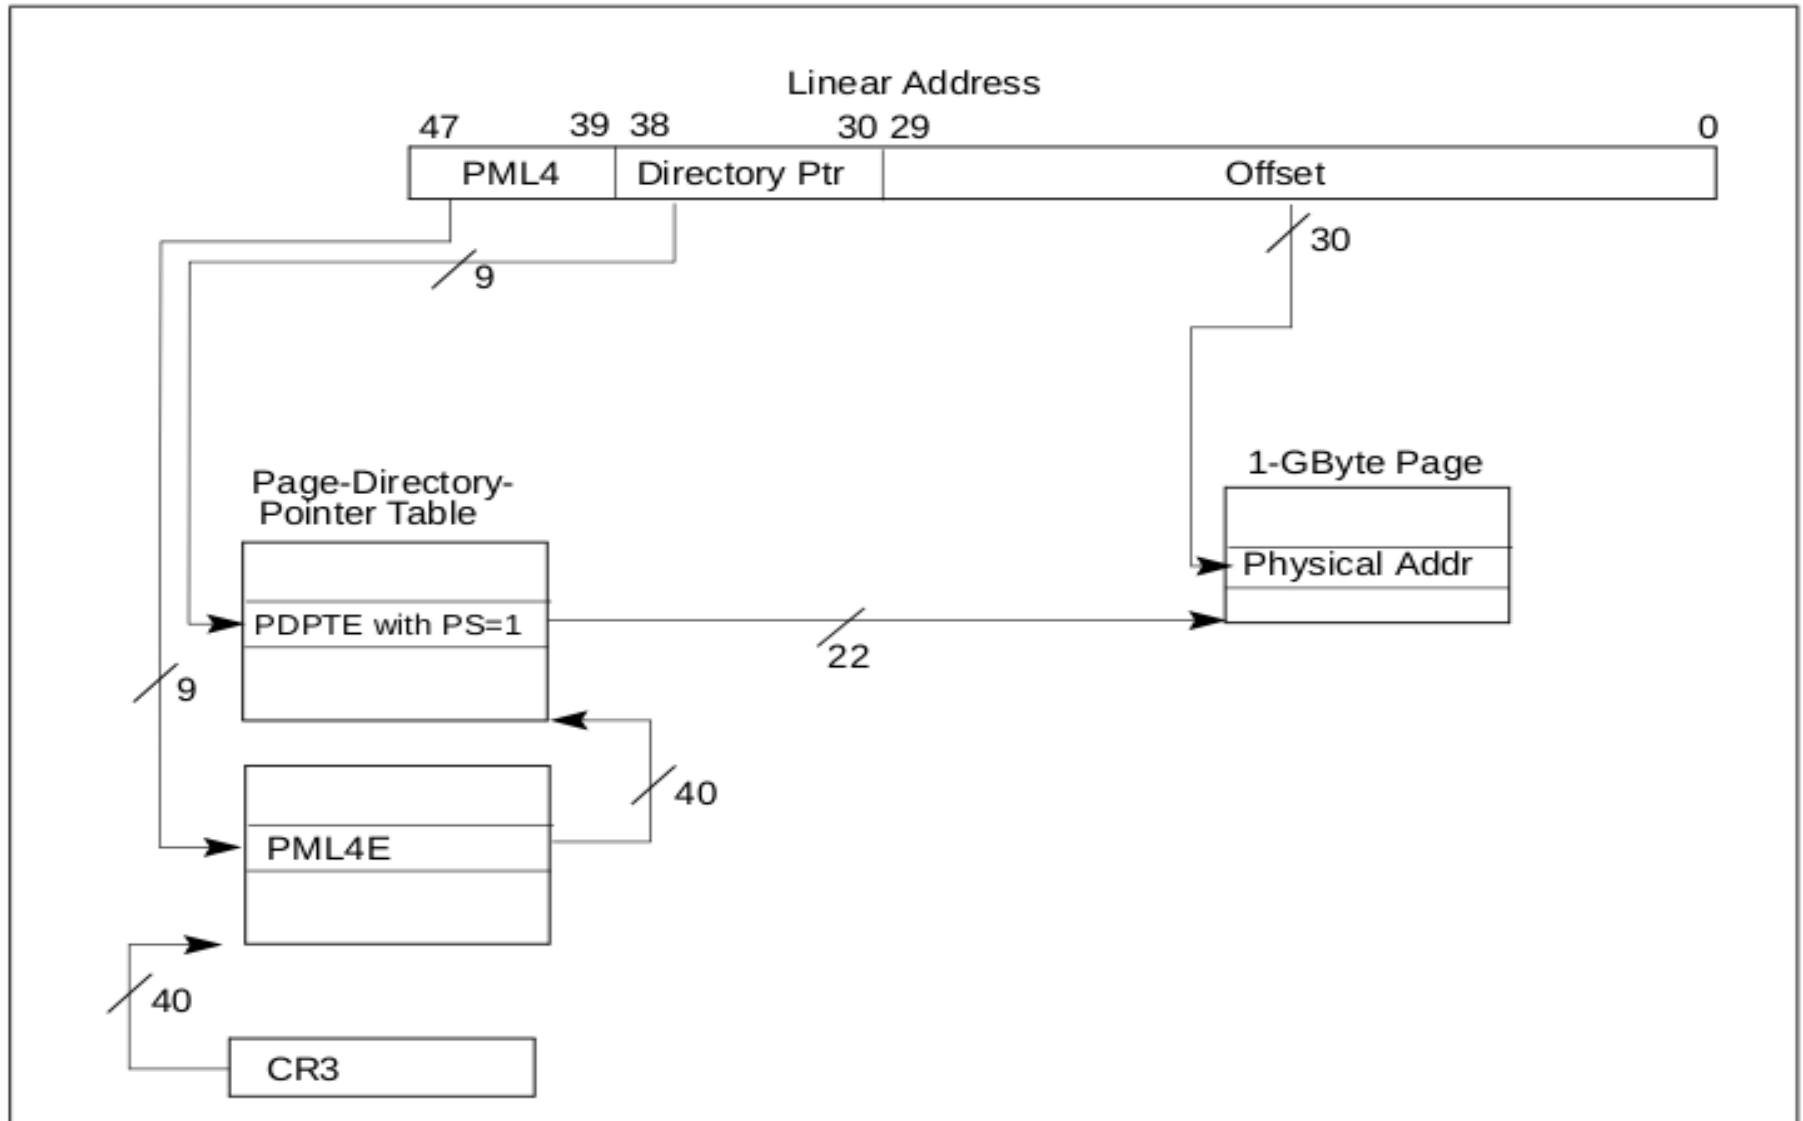 Linear Address
47 39 38 30 29 0
PML4 Directory Ptr Offset
9
30
1-GByte Page
Physical Addr
Page-Directory-
Pointer Table
PDPTE with PS=1
22
9
40
PML4E
40
CR3